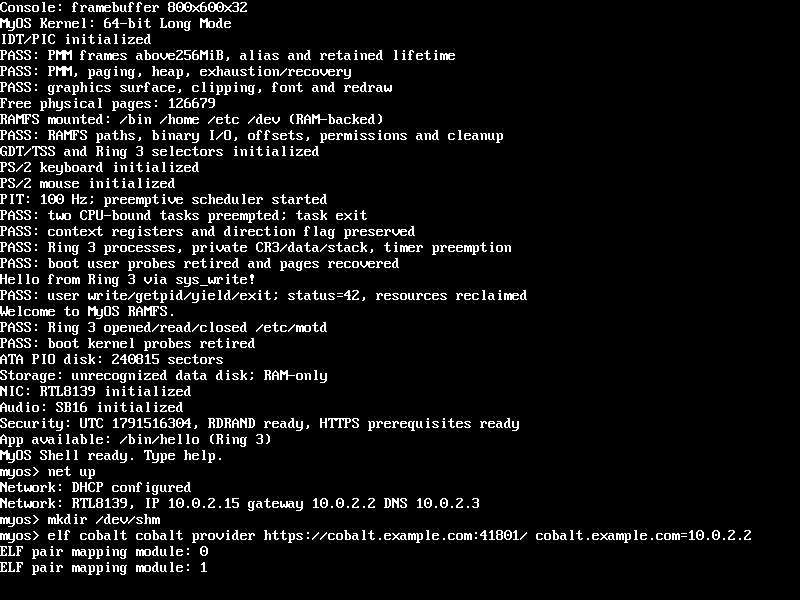 Console: framebuffer 800x600x32
MyOS Kernel: 64-bit Long Mode
IDT/PIC initialized
PASS: PMM frames above256MiB, alias and retained lifetime
PASS: PMM, paging, heap, exhaustion/recovery
PASS: graphics surface, clipping, font and redraw
Free physical pages: 126679
RAMFS mounted: /bin /home /etc /dev (RAM-backed)
PASS: RAMFS paths, binary I/O, offsets, permissions and cleanup
GDT/TSS and Ring 3 selectors initialized
PS/2 keyboard initialized
PS/2 mouse initialized
PIT: 100 Hz; preemptive scheduler started
PASS: two CPU-bound tasks preempted; task exit
PASS: context registers and direction flag preserved
PASS: Ring 3 processes, private CR3/data/stack, timer preemption
PASS: boot user probes retired and pages recovered
Hello from Ring 3 via sys_write!
PASS: user write/getpid/yield/exit; status=42, resources reclaimed
Welcome to MyOS RAMFS.
PASS: Ring 3 opened/read/closed /etc/motd
PASS: boot kernel probes retired
ATA PIO disk: 240815 sectors
Storage: unrecognized data disk; RAM-only
NIC: RTL8139 initialized
Audio: SB16 initialized
Security: UTC 1791516304, RDRAND ready, HTTPS prerequisites ready
App available: /bin/hello (Ring 3)
MyOS Shell ready. Type help.
myos> net up
Network: DHCP configured
Network: RTL8139, IP 10.0.2.15 gateway 10.0.2.2 DNS 10.0.2.3
myos> mkdir /dev/shm
myos> elf cobalt cobalt provider https://cobalt.example.com:41801/ cobalt.example.com=10.0.2.2
ELF pair mapping module: 0
ELF pair mapping module: 1